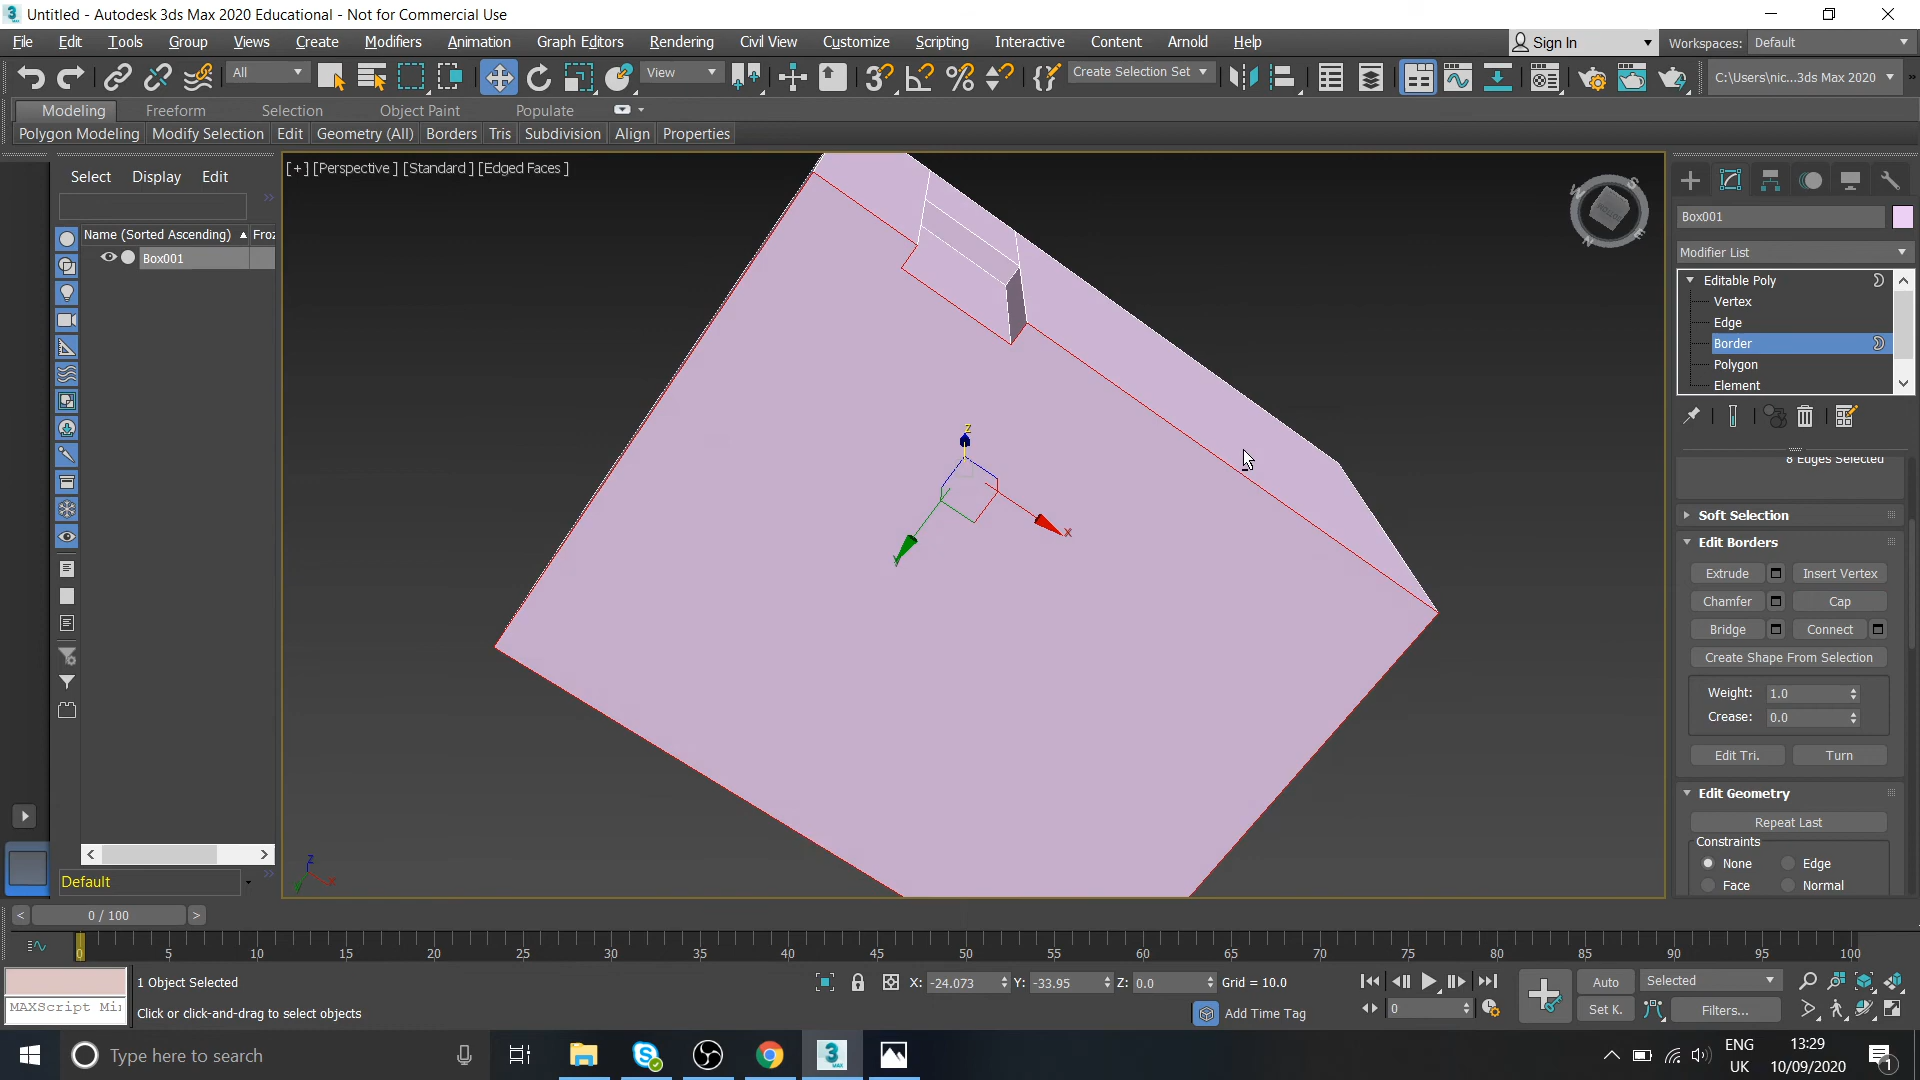 Untitled - Autodesk 3ds Max 2020 Educational - Not for Commercial Use
File Edit Tools Group Views Create Modifiers Animation Graph Editors Rendering Civil View Customize Scripting Interactive Content Arnold Help
Sign In Workspaces: Default
All View Create Selection Set C:\Users\nic...3ds Max 2020
Modeling Freeform Selection Object Paint Populate
Polygon Modeling Modify Selection Edit Geometry (All) Borders Tris Subdivision Align Properties
[+] [Perspective ] [Standard ] [Edged Faces ]
Select Display Edit
Name (Sorted Ascending) Fro
Box001
Box001
Modifier List
Editable Poly
Vertex
Edge
Border
Polygon
Element
8 Edges Selected
Soft Selection
Edit Borders
Extrude Insert Vertex
Chamfer Cap
Bridge Connect
Create Shape From Selection
Weight: 1.0
Crease: 0.0
Edit Tri. Turn
Edit Geometry
Repeat Last
Constraints
None Edge
Face Normal
z
x
y
W S
N E
z
x
y
Default
< 0 / 100 >
0 5 10 15 20 25 30 35 40 45 50 55 60 65 70 75 80 85 90 95 100
1 Object Selected
X: -24.073 Y: -33.95 Z: 0.0 Grid = 10.0
Auto Selected
MAXScript Mi
Click or click-and-drag to select objects
Add Time Tag
0
Set K. Filters...
Type here to search
ENG
UK
13:29
10/09/2020
1